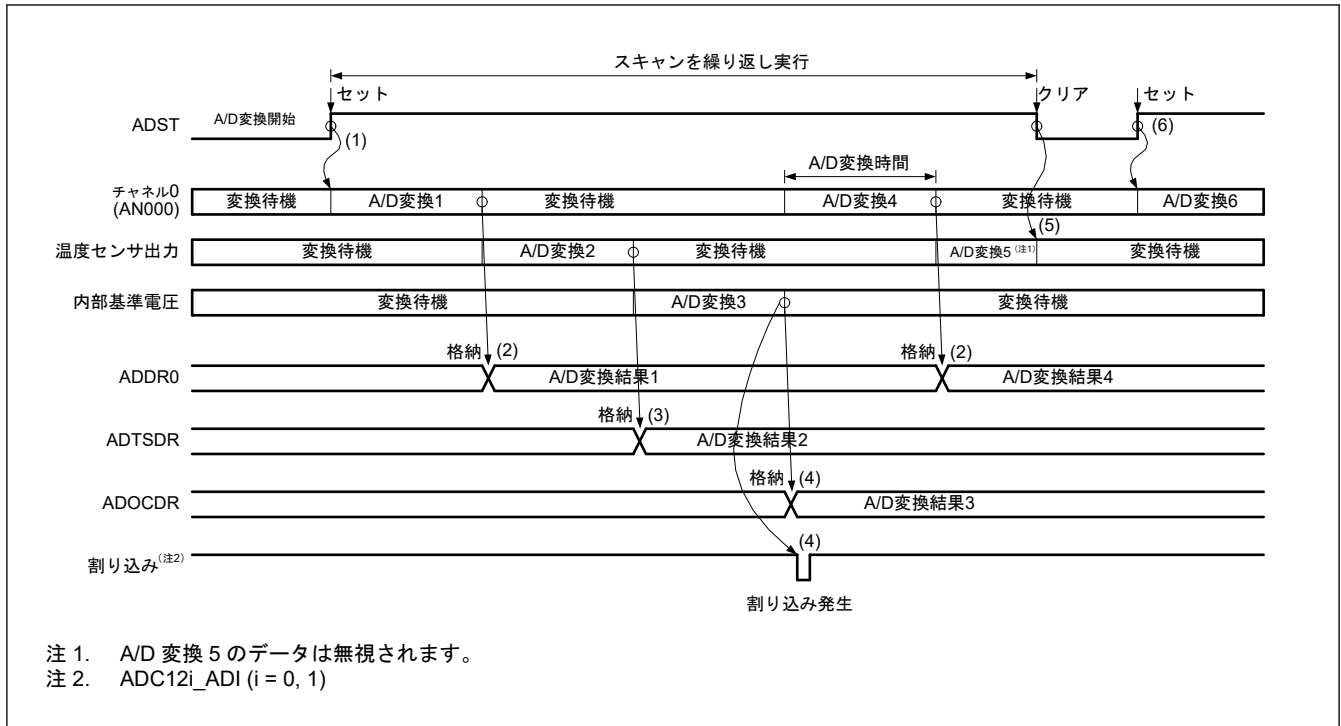 スキャンを繰り返し実行
セット
クリア
セット
ADST
A/D変換開始
(1)
(6)
A/D変換時間
チャネル0
(AN000)
変換待機
A/D変換1
変換待機
A/D変換4
変換待機
A/D変換6
(5)
温度センサ出力
変換待機
A/D変換2
変換待機
A/D変換5(注1)
変換待機
内部基準電圧
変換待機
A/D変換3
変換待機
格納 (2)
格納 (2)
ADDR0
A/D変換結果1
A/D変換結果4
格納 (3)
ADTSDR
A/D変換結果2
格納 (4)
ADOCDR
A/D変換結果3
(4)
割り込み(注2)
割り込み発生
注 1. A/D 変換 5 のデータは無視されます。
注 2. ADC12i_ADI (i = 0, 1)